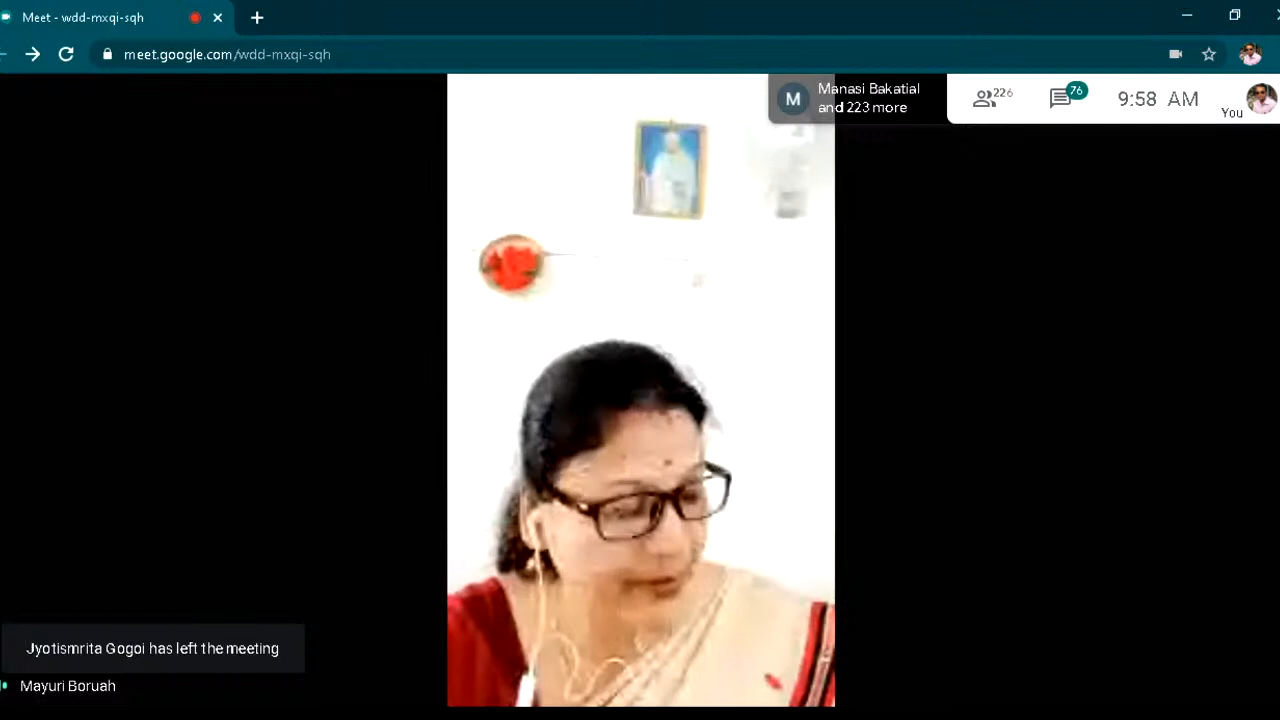 Meet - wdd-mxqi-sqh
meet.google.com/wdd-mxqi-sqh
M
Manasi Bakatial
and 223 more
226
76
9:58 AM
You
Jyotismrita Gogoi has left the meeting
Mayuri Boruah